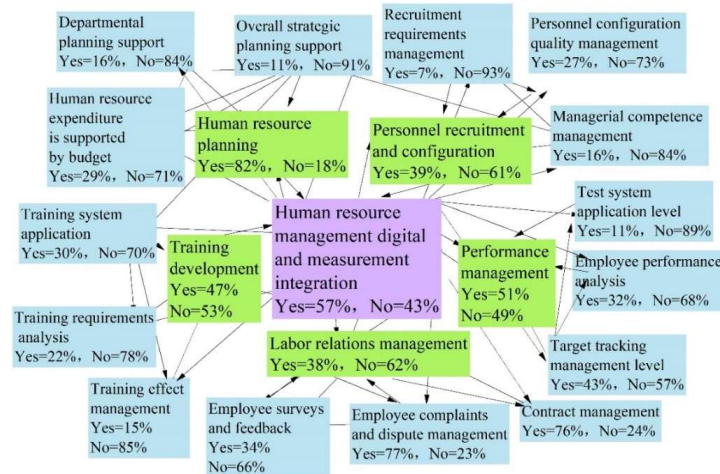 Departmental
planning support
Yes=16%, No=84%
Overall strategic
planning support
Yes=11%, No=91%
Recruitment
requirements
management
Yes=7%, No=93%
Personnel configuration
quality management
Yes=27%, No=73%
Human resource
expenditure
is supported
by budget
Yes=29%, No=71%
Human resource
planning
Yes=82%, No=18%
Personnel recruitment
and configuration
Yes=39%, No=61%
Managerial competence
management
Yes=16%, No=84%
Training system
application
Yes=30%, No=70%
Training
development
Yes=47%
No=53%
Human resource
management digital
and measurement
integration
Yes=57%, No=43%
Performance
management
Yes=51%
No=49%
Test system
application level
Yes=11%, No=89%
Employee performance
analysis
Yes=32%, No=68%
Training requirements
analysis
Yes=22%, No=78%
Labor relations management
Yes=38%, No=62%
Target tracking
management level
Yes=43%, No=57%
Training effect
management
Yes=15%
No=85%
Employee surveys
and feedback
Yes=34%
No=66%
Employee complaints
and dispute management
Yes=77%, No=23%
Contract management
Yes=76%, No=24%